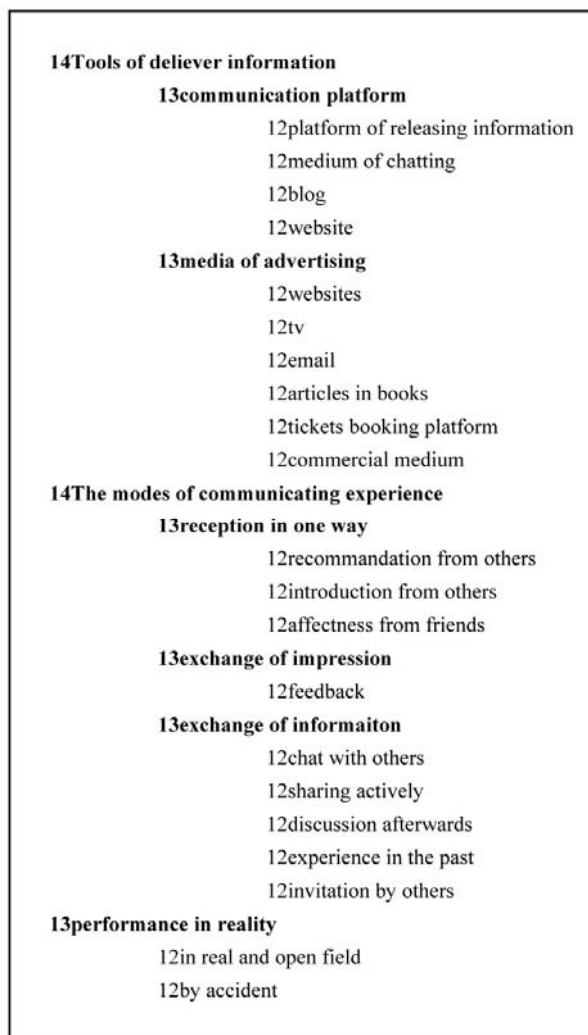 14Tools of deliever information
13communication platform
12platform of releasing information
12medium of chatting
12blog
12website
13media of advertising
12websites
12tv
12email
12articles in books
12tickets booking platform
12commercial medium
14The modes of communicating experience
13reception in one way
12recommandation from others
12introduction from others
12affectness from friends
13exchange of impression
12feedback
13exchange of informaiton
12chat with others
12sharing actively
12discussion afterwards
12experience in the past
12invitation by others
13performance in reality
12in real and open field
12by accident